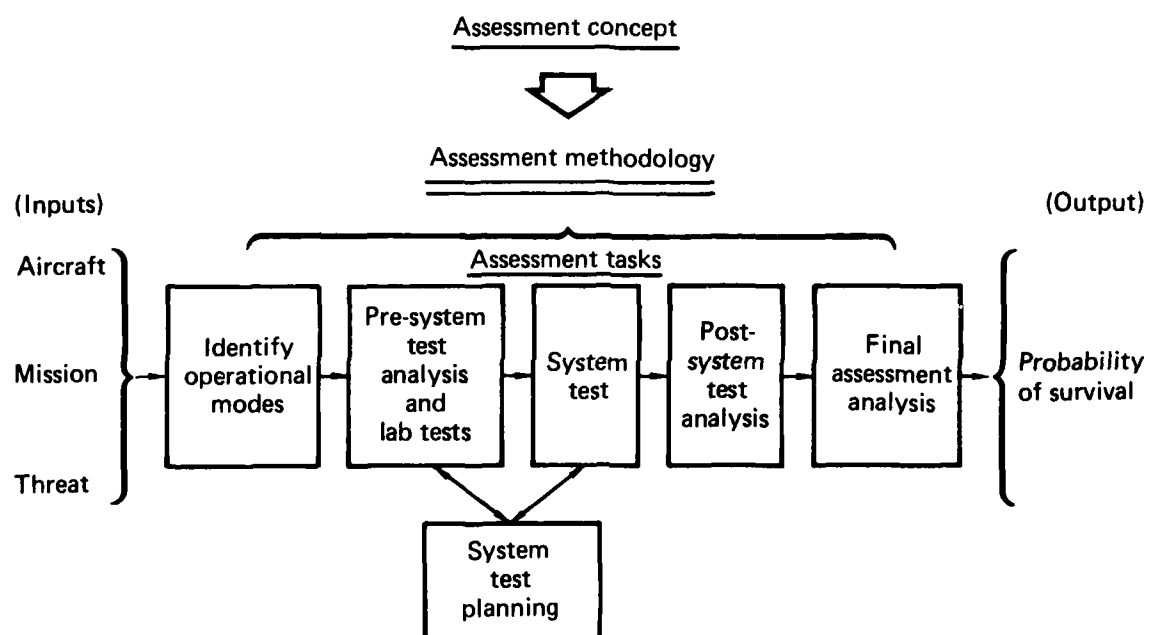 Assessment concept
Assessment methodology
(Inputs)
(Output)
Aircraft
Mission
Threat
Assessment tasks
Identify
operational
modes
Pre-system
test
analysis
and
lab tests
System
test
Post-
system
test
analysis
Final
assessment
analysis
Probability
of survival
System
test
planning